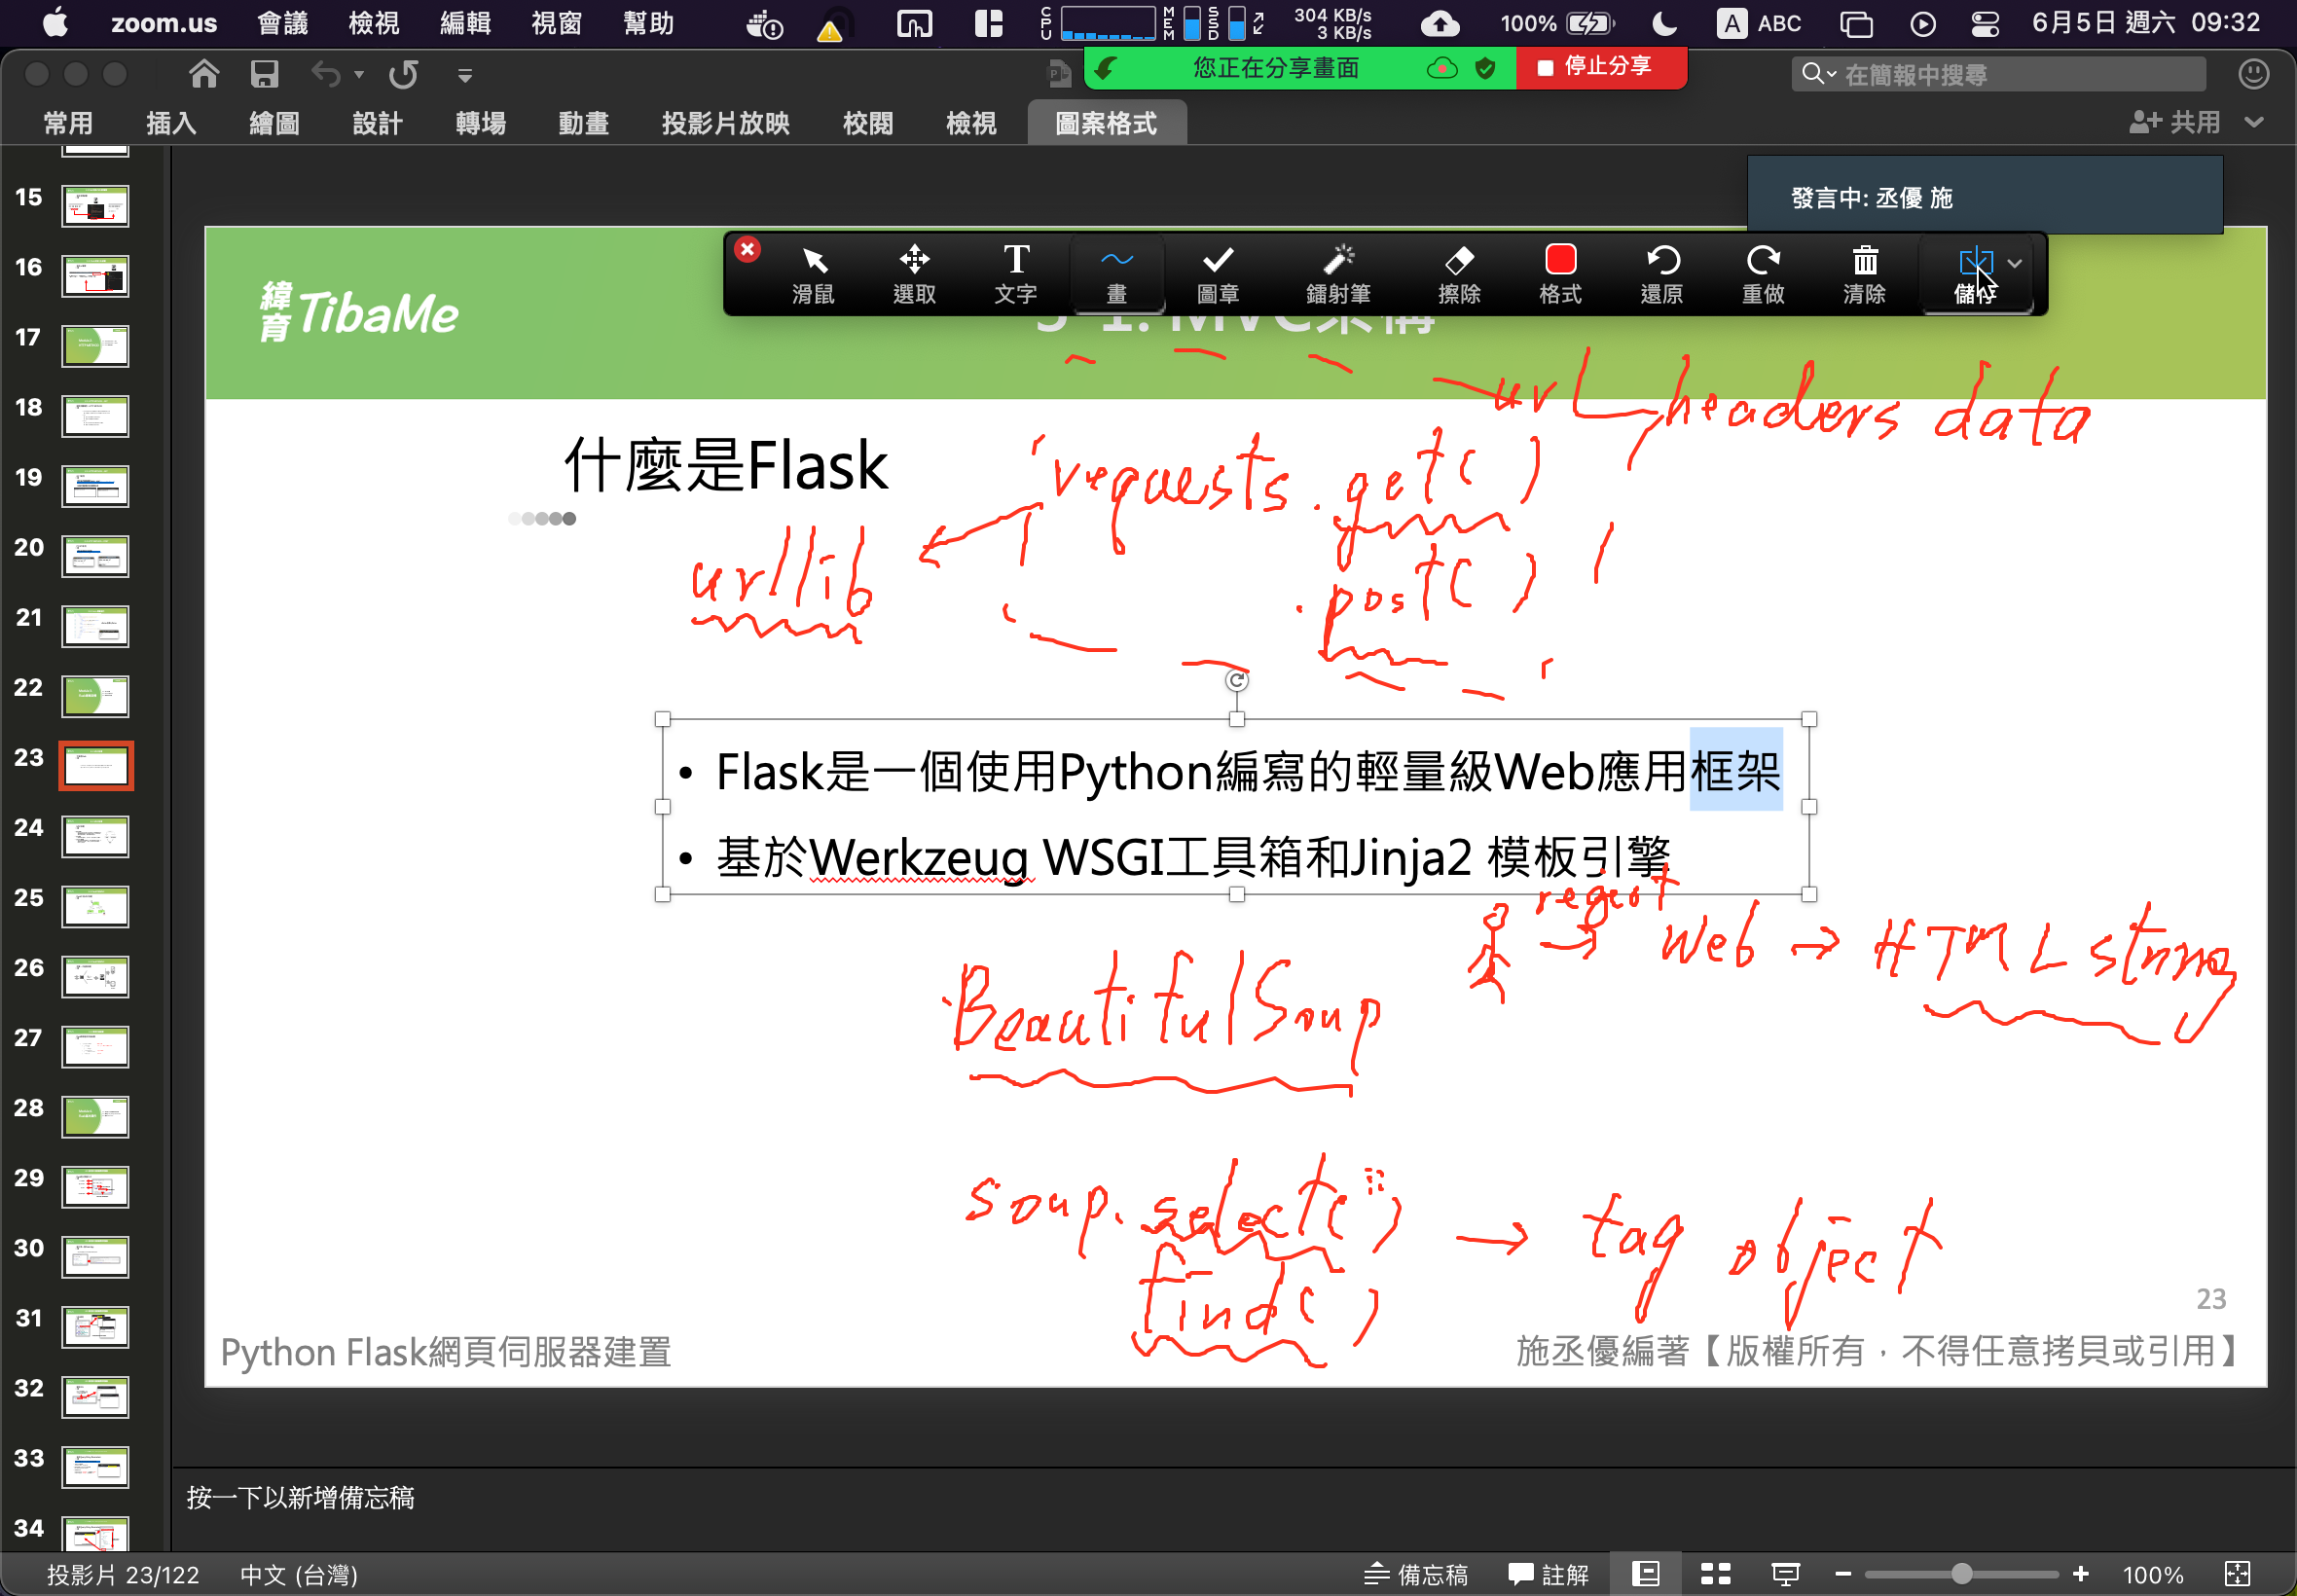 zoom.us 會議 檢視 編輯 視窗 幫助 CPU MEM SSD 304 KB/s 3 KB/s 100% A ABC 6月5日 週六 09:32
您正在分享畫面 停止分享
在簡報中搜尋
常用 插入 繪圖 設計 轉場 動畫 投影片放映 校閱 檢視 圖案格式 共用
發言中: 丞優 施
滑鼠 選取 文字 畫 圖章 鐳射筆 擦除 格式 還原 重做 清除 儲存
緯育 TibaMe
3-1. MVC架構
url, headers data
什麼是Flask
requests.get()
urllib
.post()
• Flask是一個使用Python編寫的輕量級Web應用框架
• 基於Werkzeug WSGI工具箱和Jinja2 模板引擎
Web → HTML string
BeautifulSoup
soup.select('') → tag object
find()
23
Python Flask網頁伺服器建置
施丞優編著【版權所有，不得任意拷貝或引用】
15
16
17
18
19
20
21
22
23
24
25
26
27
28
29
30
31
32
33
34
按一下以新增備忘稿
投影片 23/122 中文 (台灣) 備忘稿 註解 100%